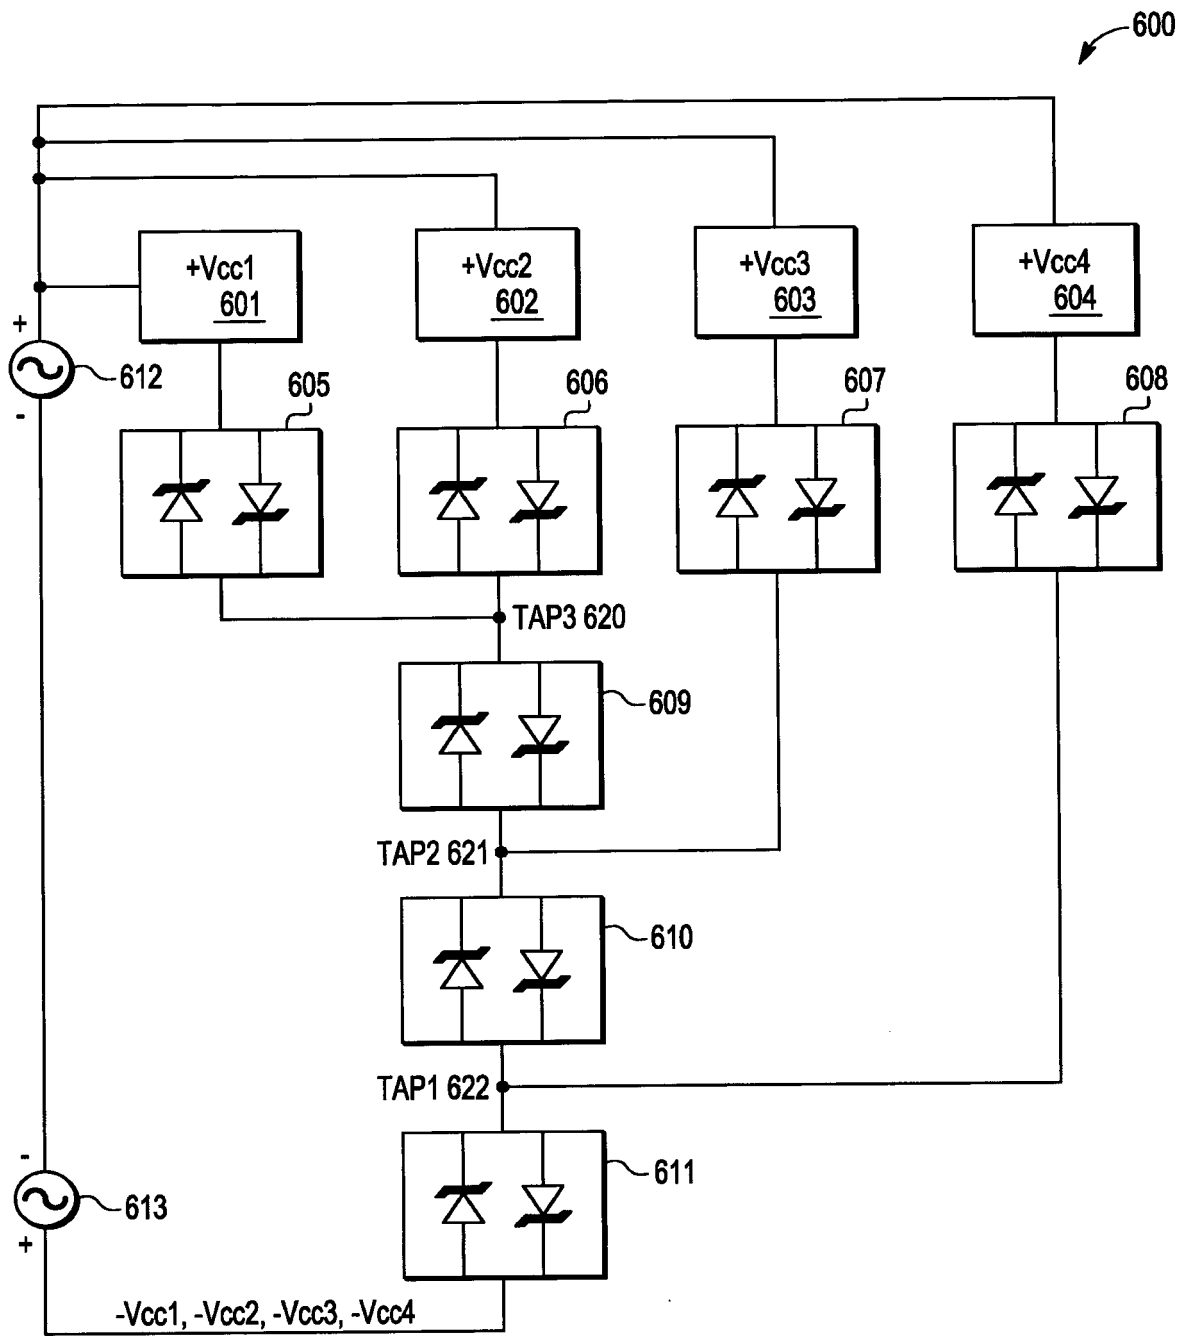 600
+Vcc1
601
+Vcc2
602
+Vcc3
603
+Vcc4
604
+
612
-
605
606
607
608
TAP3 620
609
TAP2 621
610
TAP1 622
-
613
+
611
-Vcc1, -Vcc2, -Vcc3, -Vcc4